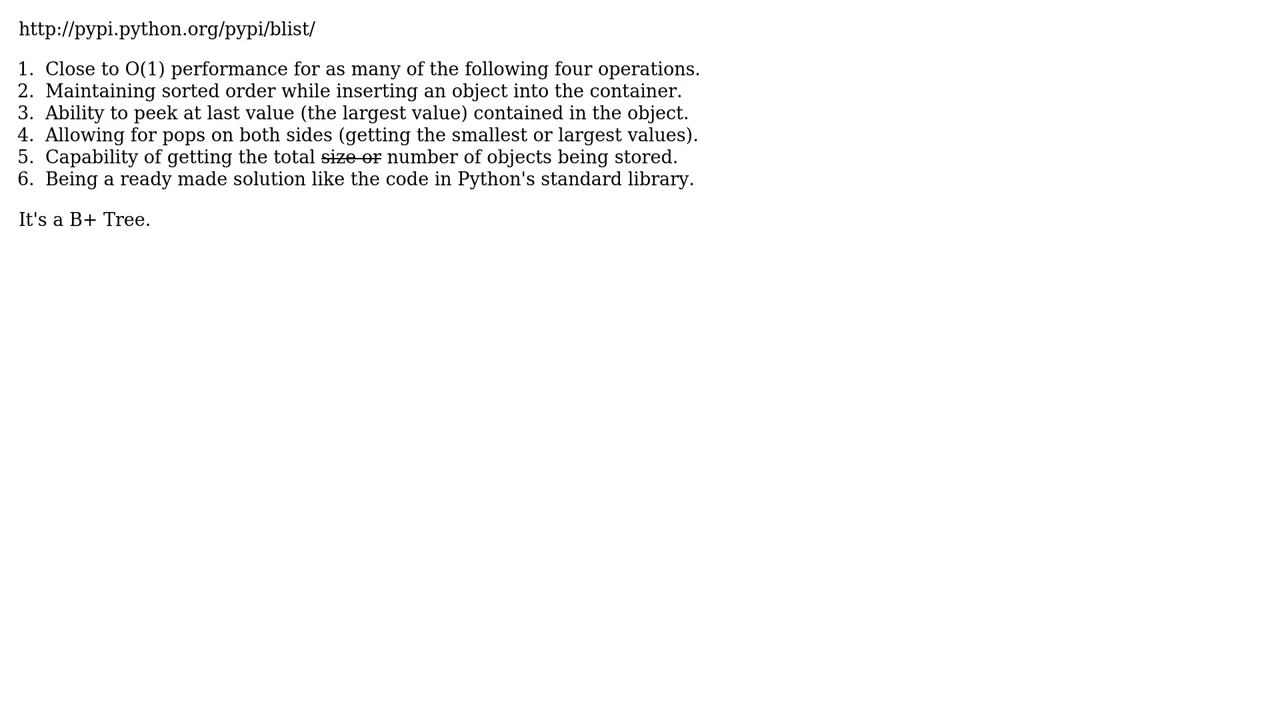 http://pypi.python.org/pypi/blist/
1. Close to O(1) performance for as many of the following four operations.
2. Maintaining sorted order while inserting an object into the container.
3. Ability to peek at last value (the largest value) contained in the object.
4. Allowing for pops on both sides (getting the smallest or largest values).
5. Capability of getting the total size or number of objects being stored.
6. Being a ready made solution like the code in Python's standard library.
It's a B+ Tree.